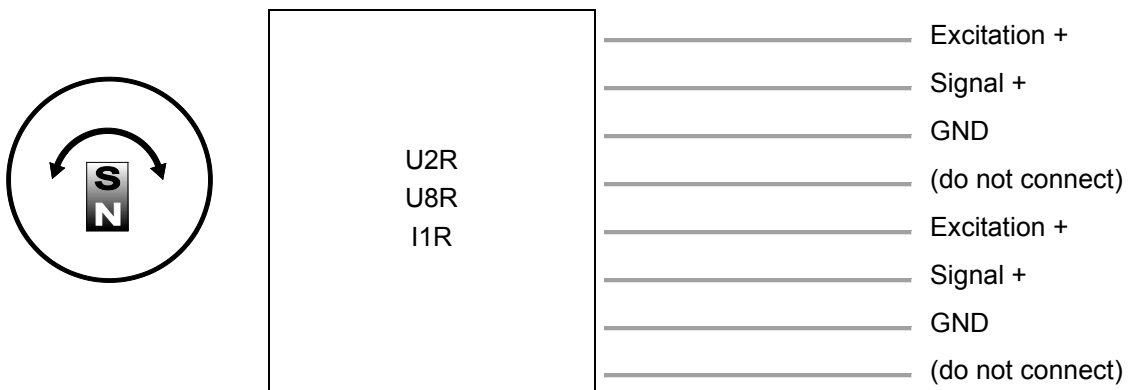 S
N
U2R
U8R
I1R
Excitation +
Signal +
GND
(do not connect)
Excitation +
Signal +
GND
(do not connect)